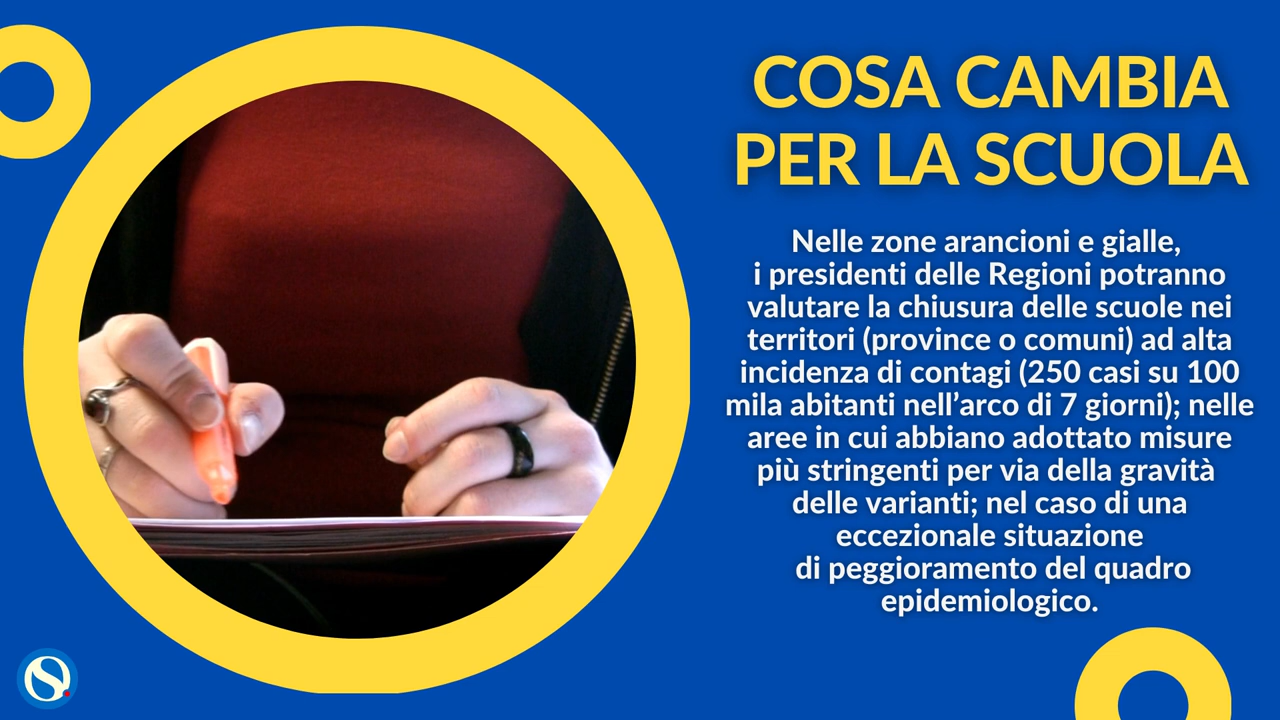 COSA CAMBIA
PER LA SCUOLA
Nelle zone arancioni e gialle,
i presidenti delle Regioni potranno
valutare la chiusura delle scuole nei
territori (province o comuni) ad alta
incidenza di contagi (250 casi su 100
mila abitanti nell’arco di 7 giorni); nelle
aree in cui abbiano adottato misure
più stringenti per via della gravità
delle varianti; nel caso di una
eccezionale situazione
di peggioramento del quadro
epidemiologico.
S